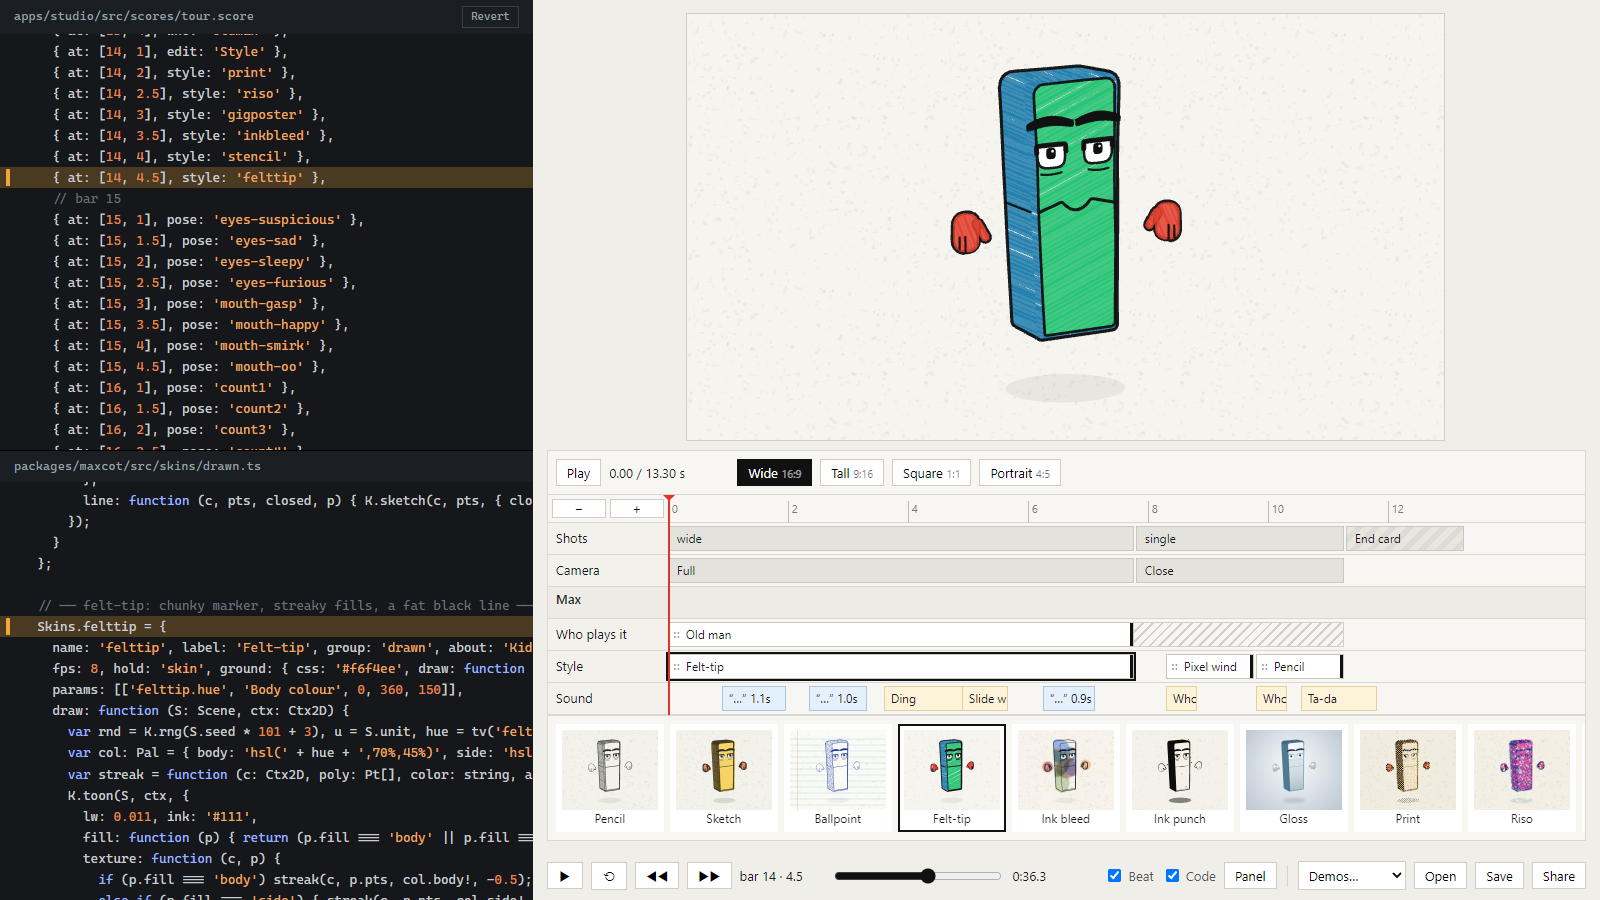 apps/studio/src/scores/tour.score
Revert
{ at: [14, 1], edit: 'Style' },
{ at: [14, 2], style: 'print' },
{ at: [14, 2.5], style: 'riso' },
{ at: [14, 3], style: 'gigposter' },
{ at: [14, 3.5], style: 'inkbleed' },
{ at: [14, 4], style: 'stencil' },
{ at: [14, 4.5], style: 'felttip' },
// bar 15
{ at: [15, 1], pose: 'eyes-suspicious' },
{ at: [15, 1.5], pose: 'eyes-sad' },
{ at: [15, 2], pose: 'eyes-sleepy' },
{ at: [15, 2.5], pose: 'eyes-furious' },
{ at: [15, 3], pose: 'mouth-gasp' },
{ at: [15, 3.5], pose: 'mouth-happy' },
{ at: [15, 4], pose: 'mouth-smirk' },
{ at: [15, 4.5], pose: 'mouth-oo' },
{ at: [16, 1], pose: 'count1' },
{ at: [16, 1.5], pose: 'count2' },
{ at: [16, 2], pose: 'count3' },
packages/maxcot/src/skins/drawn.ts
line: function (c, pts, closed, p) { K.sketch(c, pts, { clo
});
}
};
// — felt-tip: chunky marker, streaky fills, a fat black line —
Skins.felttip = {
name: 'felttip', label: 'Felt-tip', group: 'drawn', about: 'Kid
fps: 8, hold: 'skin', ground: { css: '#f6f4ee', draw: function
params: [['felttip.hue', 'Body colour', 0, 360, 150]],
draw: function (S: Scene, ctx: Ctx2D) {
var rnd = K.rng(S.seed * 101 + 3), u = S.unit, hue = tv('felt
var col: Pal = { body: 'hsl(' + hue + ',70%,45%)', side: 'hsl
var streak = function (c: Ctx2D, poly: Pt[], color: string, a
K.toon(S, ctx, {
lw: 0.011, ink: '#111',
fill: function (p) { return (p.fill === 'body' || p.fill ===
texture: function (c, p) {
if (p.fill === 'body') streak(c, p.pts, col.body!, -0.5);
Play
0.00 / 13.30 s
Wide 16:9
Tall 9:16
Square 1:1
Portrait 4:5
− +
0 2 4 6 8 10 12
Shots
wide
single
End card
Camera
Full
Close
Max
Who plays it
Old man
Style
Felt-tip
Pixel wind
Pencil
Sound
"…" 1.1s
"…" 1.0s
Ding
Slide w
"…" 0.9s
Whc
Whc
Ta-da
Pencil
Sketch
Ballpoint
Felt-tip
Ink bleed
Ink punch
Gloss
Print
Riso
bar 14 · 4.5
0:36.3
Beat
Code
Panel
Demos...
Open
Save
Share